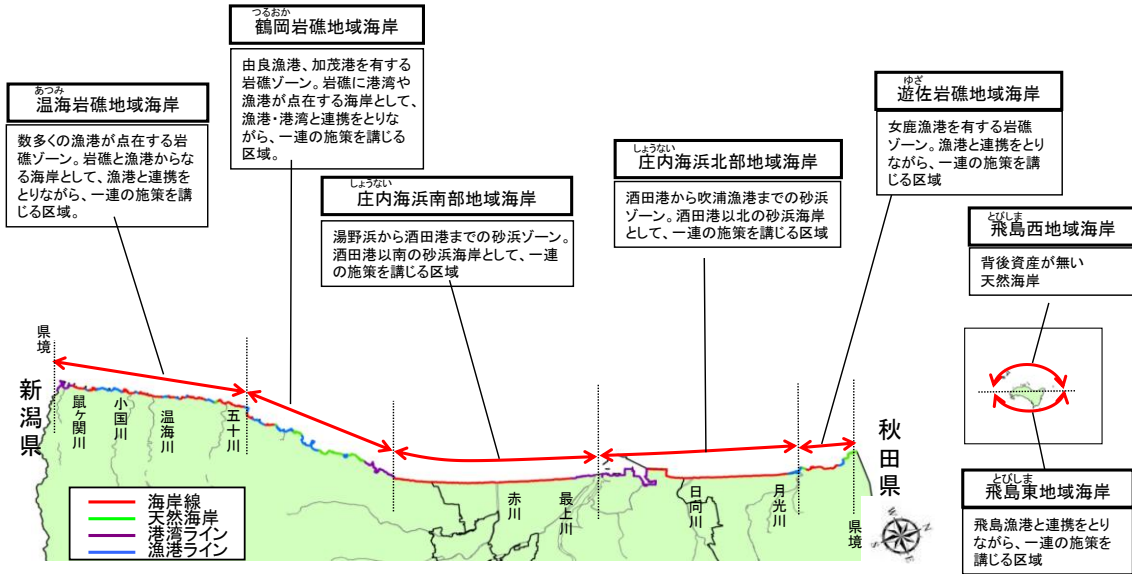 つるおか
鶴岡岩礁地域海岸
由良漁港、加茂港を有する
岩礁ゾーン。岩礁に港湾や
漁港が点在する海岸として、
漁港・港湾と連携をとりな
がら、一連の施策を講じる
区域。
あつみ
温海岩礁地域海岸
数多くの漁港が点在する岩
礁ゾーン。岩礁と漁港からな
る海岸として、漁港と連携を
とりながら、一連の施策を講
じる区域。
しょうない
庄内海浜南部地域海岸
湯野浜から酒田港までの砂浜ゾーン。
酒田港以南の砂浜海岸として、一連
の施策を講じる区域
しょうない
庄内海浜北部地域海岸
酒田港から吹浦漁港までの砂浜
ゾーン。酒田港以北の砂浜海岸
として、一連の施策を講じる区域
ゆざ
遊佐岩礁地域海岸
女鹿漁港を有する岩礁
ゾーン。漁港と連携をとり
ながら、一連の施策を講
じる区域
とびしま
飛島西地域海岸
背後資産が無い
天然海岸
とびしま
飛島東地域海岸
飛島漁港と連携をとり
ながら、一連の施策を
講じる区域
県境
新潟県
鼠ヶ関川
小国川
温海川
五十川
赤川
最上川
日向川
月光川
県境
秋田県
海岸線
天然海岸
港湾ライン
漁港ライン
N
E
S
W